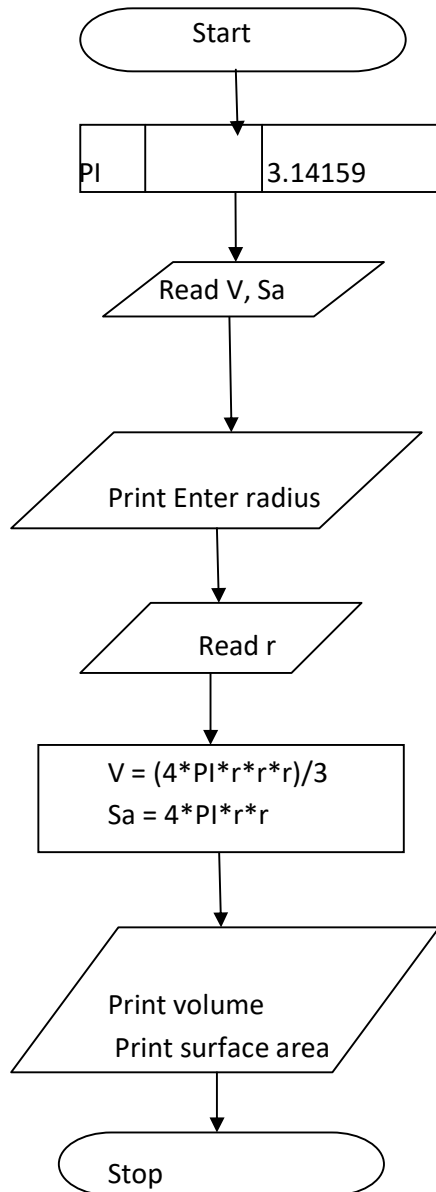 Start
PI 3.14159
Read V, Sa
Print Enter radius
Read r
V = (4*PI*r*r*r)/3
Sa = 4*PI*r*r
Print volume
Print surface area
Stop